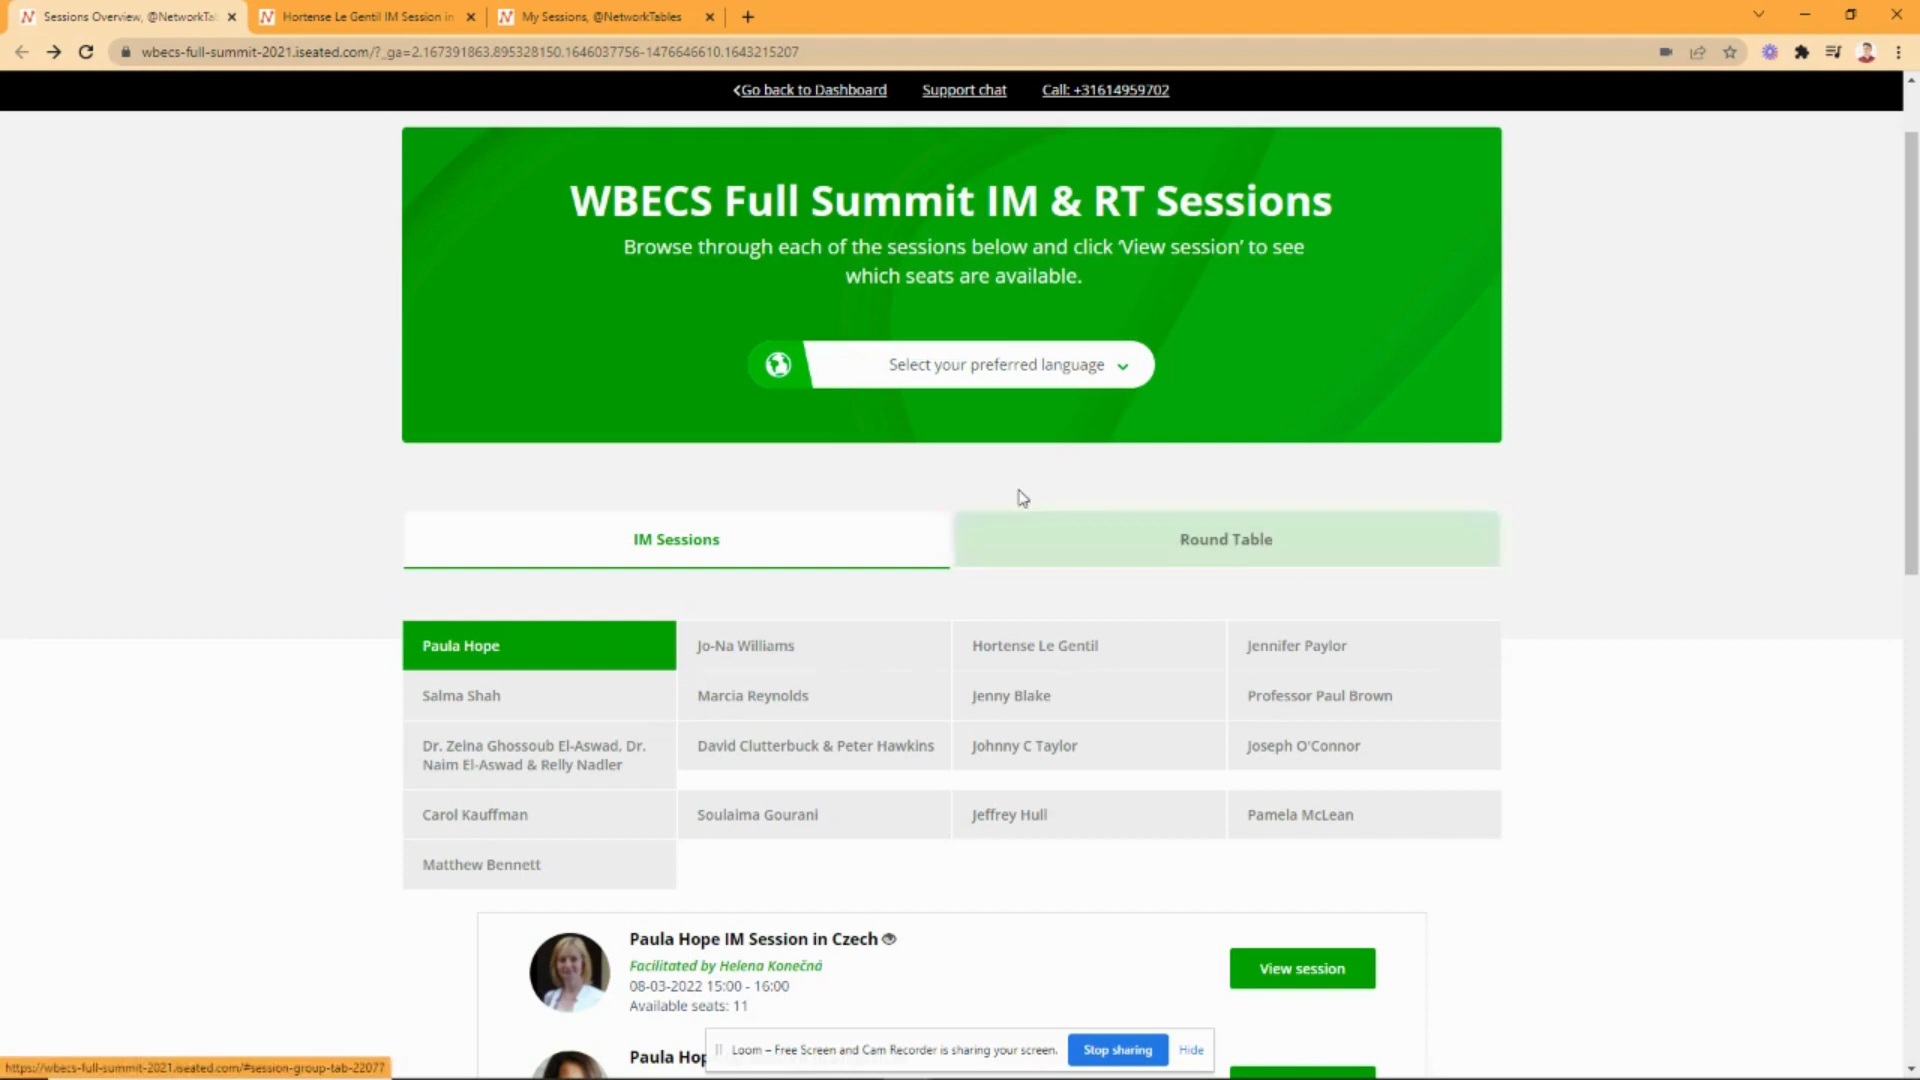 Sessions Overview, @NetworkTa
Hortense Le Gentil IM Session in
My Sessions, @NetworkTables
wbecs-full-summit-2021.iseated.com/?_ga=2.167391863.895328150.1646037756-1476646610.1643215207
Go back to Dashboard
Support chat
Call: +31614959702
WBECS Full Summit IM & RT Sessions
Browse through each of the sessions below and click ‘View session’ to see
which seats are available.
Select your preferred language
IM Sessions
Round Table
Paula Hope
Jo-Na Williams
Hortense Le Gentil
Jennifer Paylor
Salma Shah
Marcia Reynolds
Jenny Blake
Professor Paul Brown
Dr. Zeina Ghossoub El-Aswad, Dr.
Naim El-Aswad & Relly Nadler
David Clutterbuck & Peter Hawkins
Johnny C Taylor
Joseph O'Connor
Carol Kauffman
Soulaima Gourani
Jeffrey Hull
Pamela McLean
Matthew Bennett
Paula Hope IM Session in Czech
Facilitated by Helena Konečná
08-03-2022 15:00 - 16:00
Available seats: 11
View session
Paula Hop
Loom – Free Screen and Cam Recorder is sharing your screen.
Stop sharing
Hide
https://wbecs-full-summit-2021.iseated.com/#session-group-tab-22077